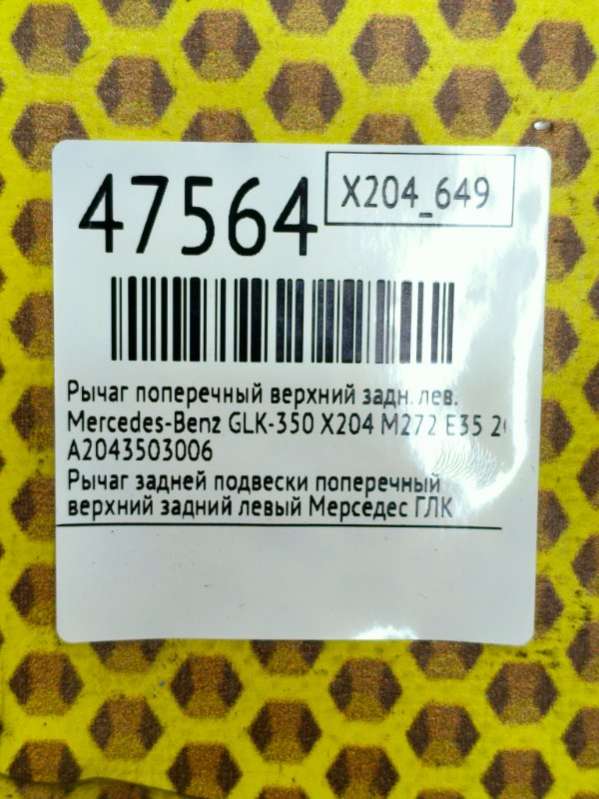 47564
X204_649
Рычаг поперечный верхний задн. лев.
Mercedes-Benz GLK-350 X204 M272 E35
A2043503006
Рычаг задней подвески поперечный
верхний задний левый Мерседес ГЛК